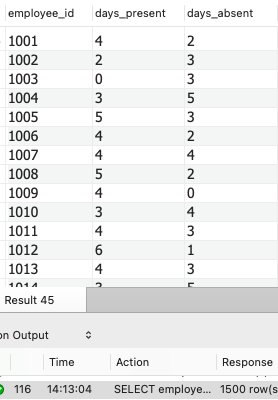 employee_id days_present days_absent
1001 4 2
1002 2 3
1003 0 3
1004 3 5
1005 5 3
1006 4 2
1007 4 4
1008 5 2
1009 4 0
1010 3 4
1011 4 3
1012 6 1
1013 4 3
1014 3 5
Result 45
on Output
Time Action Response
116 14:13:04 SELECT employe... 1500 row(s